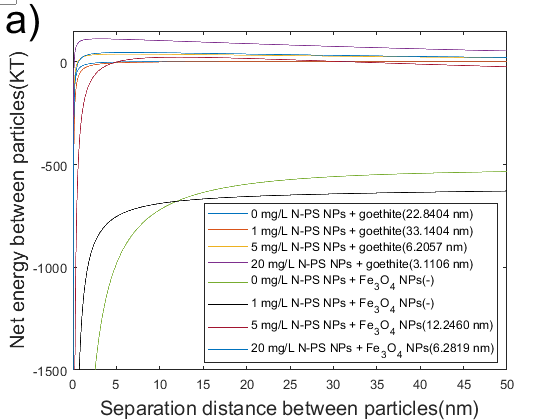 a)
Net energy between particles(KT)
0
-500
-1000
-1500
0 mg/L N-PS NPs + goethite(22.8404 nm)
1 mg/L N-PS NPs + goethite(33.1404 nm)
5 mg/L N-PS NPs + goethite(6.2057 nm)
20 mg/L N-PS NPs + goethite(3.1106 nm)
0 mg/L N-PS NPs + Fe3O4 NPs(-)
1 mg/L N-PS NPs + Fe3O4 NPs(-)
5 mg/L N-PS NPs + Fe3O4 NPs(12.2460 nm)
20 mg/L N-PS NPs + Fe3O4 NPs(6.2819 nm)
0 5 10 15 20 25 30 35 40 45 50
Separation distance between particles(nm)